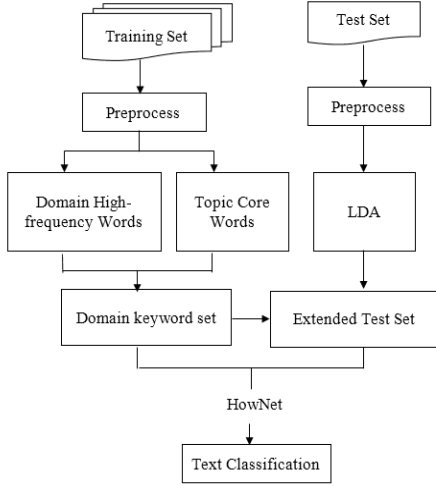 Training Set
Test Set
Preprocess
Preprocess
Domain High-
frequency Words
Topic Core
Words
LDA
Domain keyword set
Extended Test Set
HowNet
Text Classification